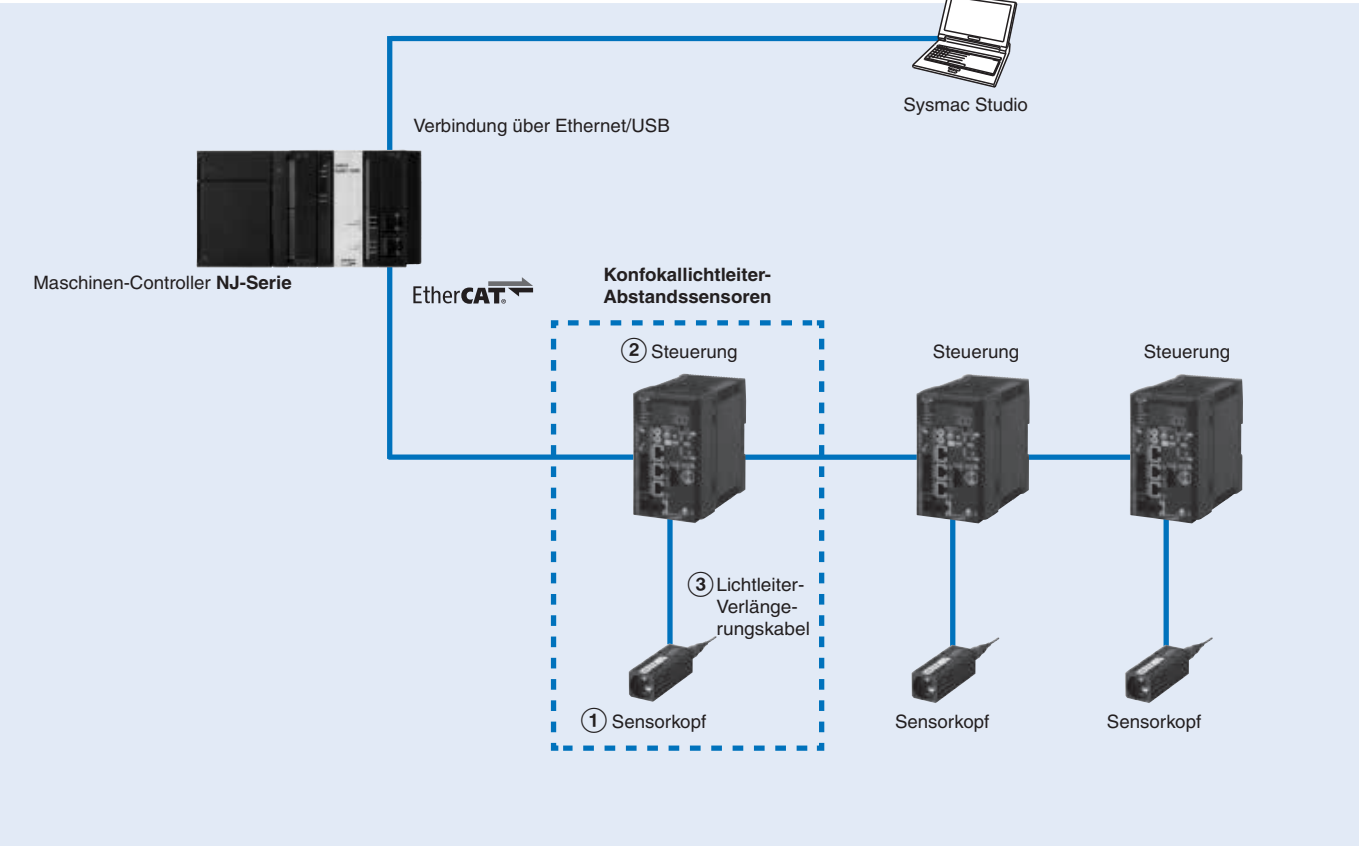 Sysmac Studio
Verbindung über Ethernet/USB
Maschinen-Controller NJ-Serie
EtherCAT®
Konfokallichtleiter-
Abstandssensoren
2 Steuerung
Steuerung
Steuerung
3 Lichtleiter-
Verlänge-
rungskabel
1 Sensorkopf
Sensorkopf
Sensorkopf